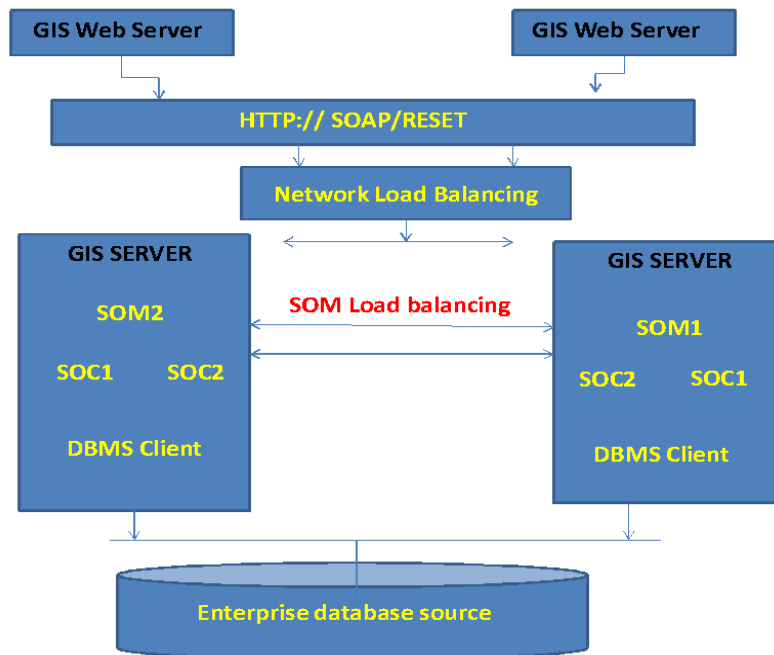 GIS Web Server
GIS Web Server
HTTP:// SOAP/RESET
Network Load Balancing
GIS SERVER
SOM2
SOC1 SOC2
DBMS Client
SOM Load balancing
GIS SERVER
SOM1
SOC2 SOC1
DBMS Client
Enterprise database source